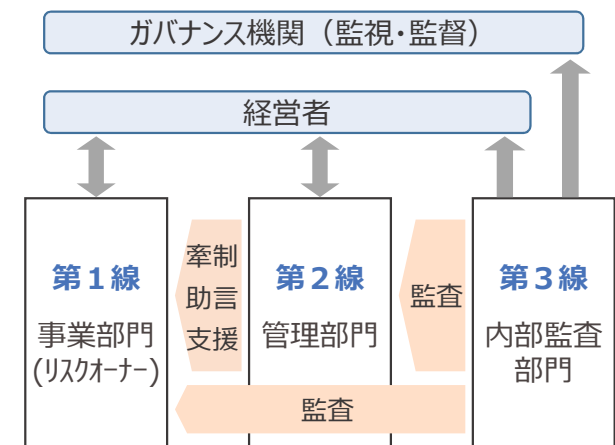 ガバナンス機関（監視・監督）
経営者
第１線
事業部門
(ﾘｽｸｵｰﾅｰ)
牽制
助言
支援
第２線
管理部門
監査
第３線
内部監査
部門
監査